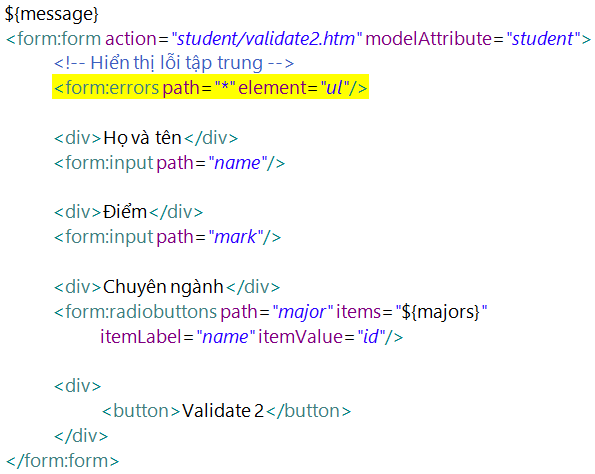 ${message}
<form:form action="student/validate2.htm" modelAttribute="student">
<!-- Hiển thị lỗi tập trung -->
<form:errors path="*" element="ul"/>
<div>Họ và tên</div>
<form:input path="name"/>
<div>Điểm</div>
<form:input path="mark"/>
<div>Chuyên ngành</div>
<form:radiobuttons path="major" items="${majors}"
itemLabel="name" itemValue="id"/>
<div>
<button>Validate 2</button>
</div>
</form:form>